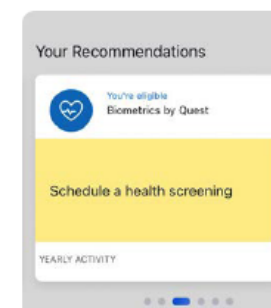 Your Recommendations
You're eligible
Biometrics by Quest
Schedule a health screening
YEARLY ACTIVITY